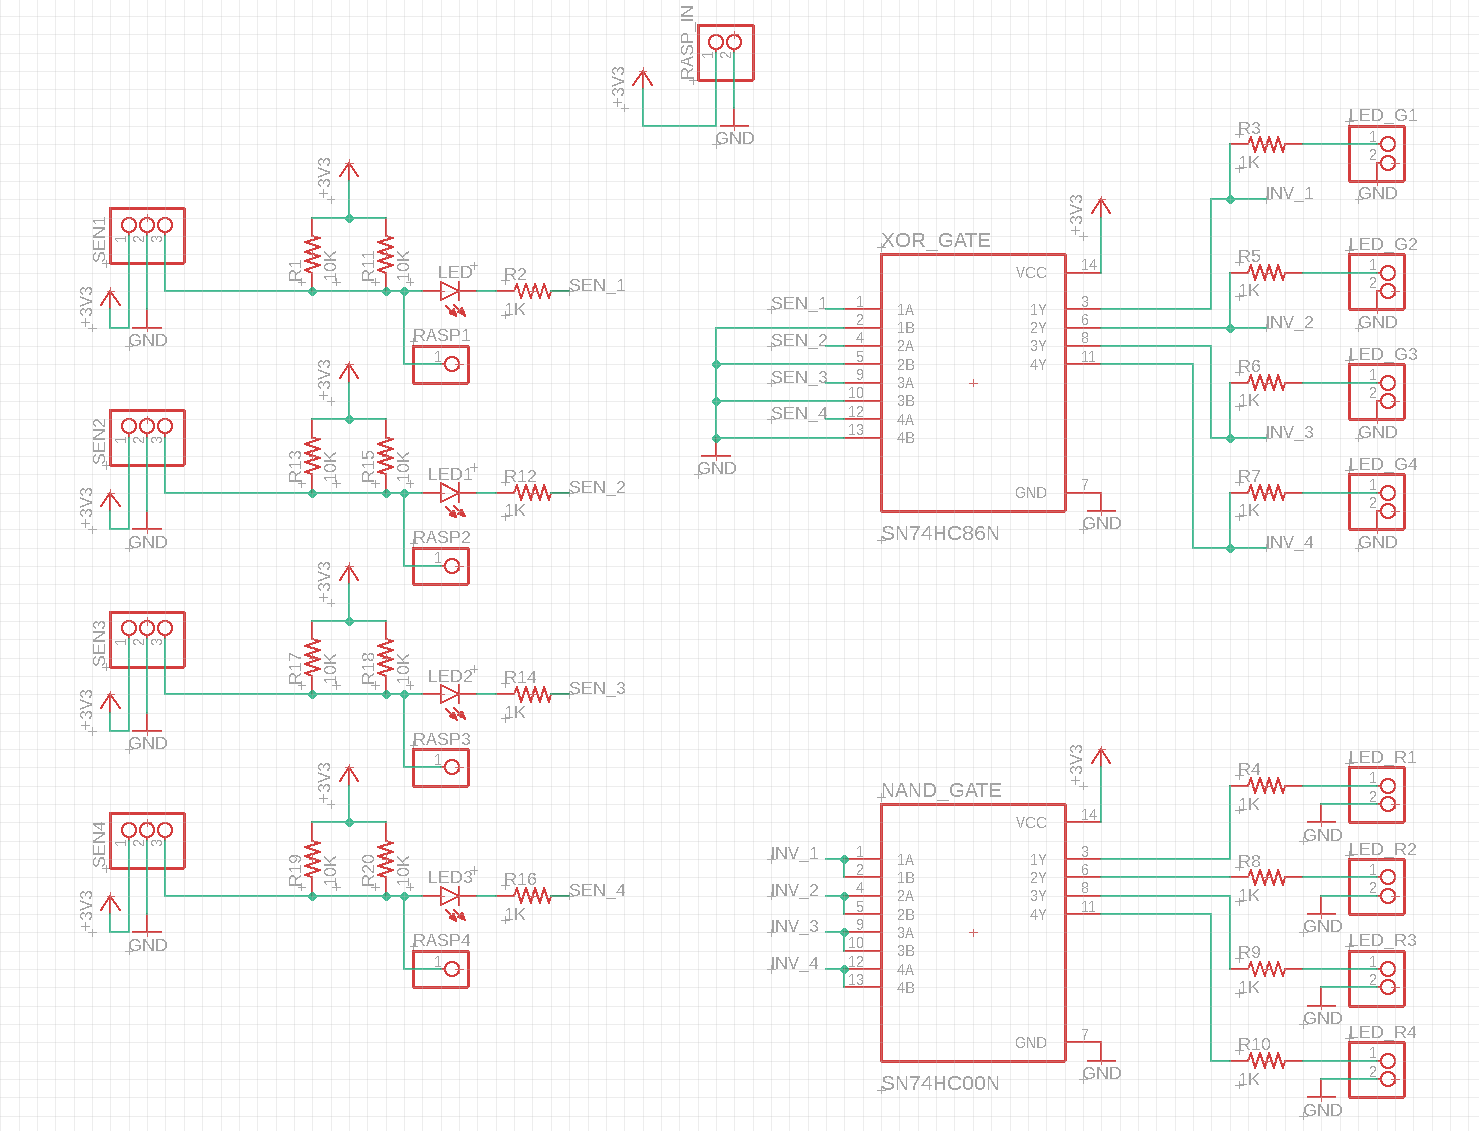 RASP_IN
1
2
+3V3
GND
SEN1
1
2
3
+3V3
GND
+3V3
R1
10K
R11
10K
LED
R2
1K
SEN_1
RASP1
1
SEN2
1
2
3
+3V3
GND
+3V3
R13
10K
R15
10K
LED1
R12
1K
SEN_2
RASP2
1
SEN3
1
2
3
+3V3
GND
+3V3
R17
10K
R18
10K
LED2
R14
1K
SEN_3
RASP3
1
SEN4
1
2
3
+3V3
GND
+3V3
R19
10K
R20
10K
LED3
R16
1K
SEN_4
RASP4
1
XOR_GATE
+3V3
VCC 14
SEN_1 1 1A 1Y 3
2 1B 2Y 6
SEN_2 4 2A 3Y 8
5 2B 4Y 11
SEN_3 9 3A
10 3B
SEN_4 12 4A
13 4B
GND
GND 7
GND
SN74HC86N
R3
1K
LED_G1
1
2
GND
INV_1
R5
1K
LED_G2
1
2
GND
INV_2
R6
1K
LED_G3
1
2
GND
INV_3
R7
1K
LED_G4
1
2
GND
INV_4
NAND_GATE
+3V3
VCC 14
INV_1 1 1A 1Y 3
2 1B 2Y 6
INV_2 4 2A 3Y 8
5 2B 4Y 11
INV_3 9 3A
10 3B
INV_4 12 4A
13 4B
GND 7
GND
SN74HC00N
R4
1K
LED_R1
1
2
GND
R8
1K
LED_R2
1
2
GND
R9
1K
LED_R3
1
2
GND
R10
1K
LED_R4
1
2
GND